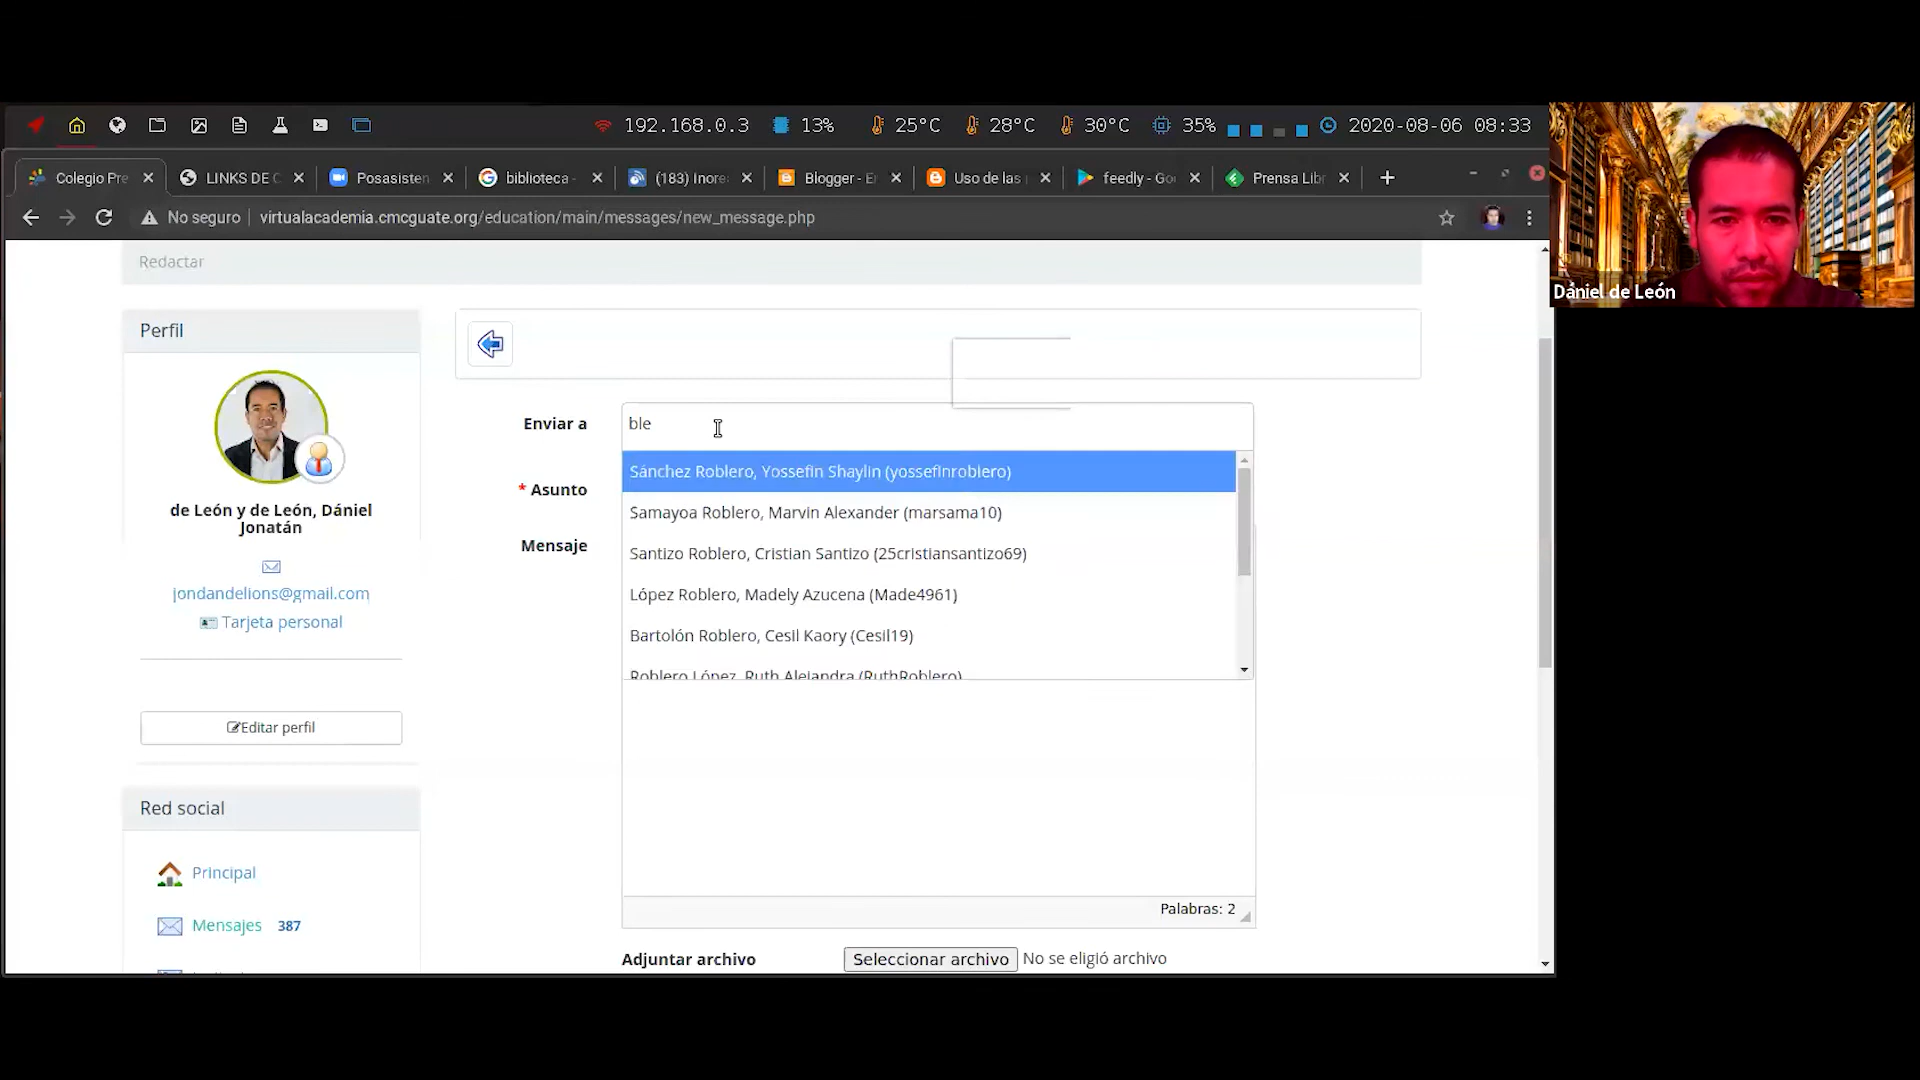 192.168.0.3 13% 25°C 28°C 30°C 35% 2020-08-06 08:33
Colegio Pre LINKS DE C Posasisten biblioteca - (183) Inore Blogger - E Uso de las feedly - Go Prensa Libr
No seguro virtualacademia.cmcguate.org/education/main/messages/new_message.php
Dániel de León
Redactar
Perfil
de León y de León, Dániel
Jonatán
jondandelions@gmail.com
Tarjeta personal
Editar perfil
Red social
Principal
Mensajes 387
Enviar a
ble
Sánchez Roblero, Yossefin Shaylin (yossefinroblero)
Samayoa Roblero, Marvin Alexander (marsama10)
Santizo Roblero, Cristian Santizo (25cristiansantizo69)
López Roblero, Madely Azucena (Made4961)
Bartolón Roblero, Cesil Kaory (Cesil19)
Roblero López, Ruth Alejandra (RuthRoblero)
* Asunto
Mensaje
Palabras: 2
Adjuntar archivo Seleccionar archivo No se eligió archivo